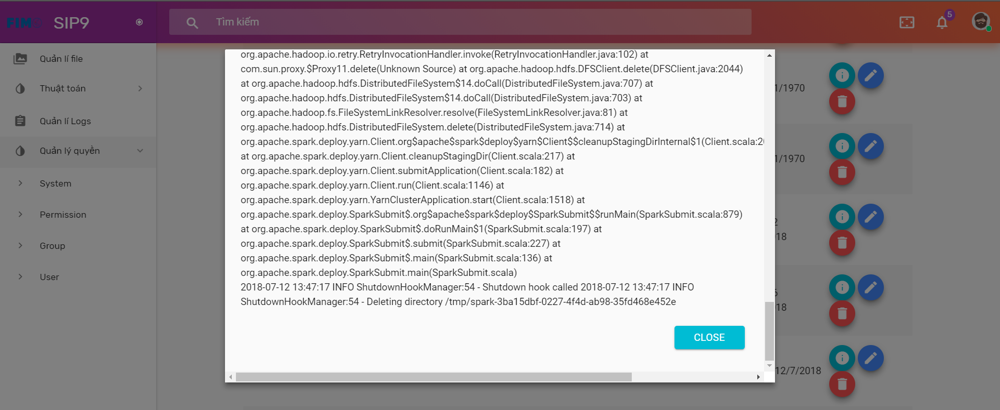 SIP9
Tìm kiếm
5
Quản lí file
Thuật toán
Quản lí Logs
Quản lý quyền
System
Permission
Group
User
org.apache.hadoop.io.retry.RetryInvocationHandler.invoke(RetryInvocationHandler.java:102) at
com.sun.proxy.$Proxy11.delete(Unknown Source) at org.apache.hadoop.hdfs.DFSClient.delete(DFSClient.java:2044)
at org.apache.hadoop.hdfs.DistributedFileSystem$14.doCall(DistributedFileSystem.java:707) at
org.apache.hadoop.hdfs.DistributedFileSystem$14.doCall(DistributedFileSystem.java:703) at
org.apache.hadoop.fs.FileSystemLinkResolver.resolve(FileSystemLinkResolver.java:81) at
org.apache.hadoop.hdfs.DistributedFileSystem.delete(DistributedFileSystem.java:714) at
org.apache.spark.deploy.yarn.Client.org$apache$spark$deploy$yarn$Client$$cleanupStagingDirInternal$1(Client.scala:20
at org.apache.spark.deploy.yarn.Client.cleanupStagingDir(Client.scala:217) at
org.apache.spark.deploy.yarn.Client.submitApplication(Client.scala:182) at
org.apache.spark.deploy.yarn.Client.run(Client.scala:1146) at
org.apache.spark.deploy.yarn.YarnClusterApplication.start(Client.scala:1518) at
org.apache.spark.deploy.SparkSubmit$.org$apache$spark$deploy$SparkSubmit$$runMain(SparkSubmit.scala:879)
at org.apache.spark.deploy.SparkSubmit$.doRunMain$1(SparkSubmit.scala:197) at
org.apache.spark.deploy.SparkSubmit$.submit(SparkSubmit.scala:227) at
org.apache.spark.deploy.SparkSubmit$.main(SparkSubmit.scala:136) at
org.apache.spark.deploy.SparkSubmit.main(SparkSubmit.scala)
2018-07-12 13:47:17 INFO ShutdownHookManager:54 - Shutdown hook called 2018-07-12 13:47:17 INFO
ShutdownHookManager:54 - Deleting directory /tmp/spark-3ba15dbf-0227-4f4d-ab98-35fd468e452e
CLOSE
1/1970
1/1970
2
18
6
18
12/7/2018